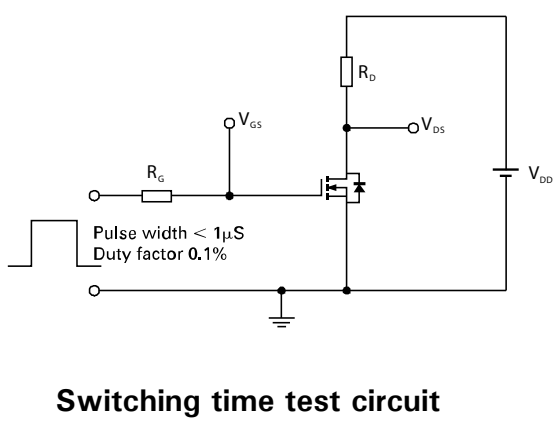 R_D
V_GS
V_DS
R_G
V_DD
Pulse width < 1μS
Duty factor 0.1%
Switching time test circuit